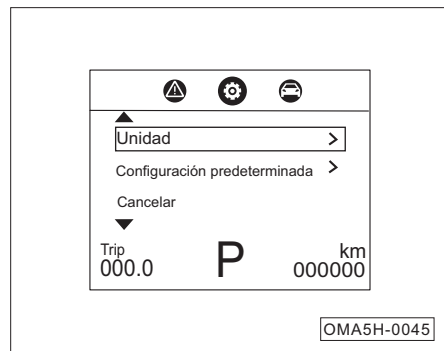 Unidad >
Configuración predeterminada >
Cancelar
Trip km
000.0 P 000000
OMA5H-0045